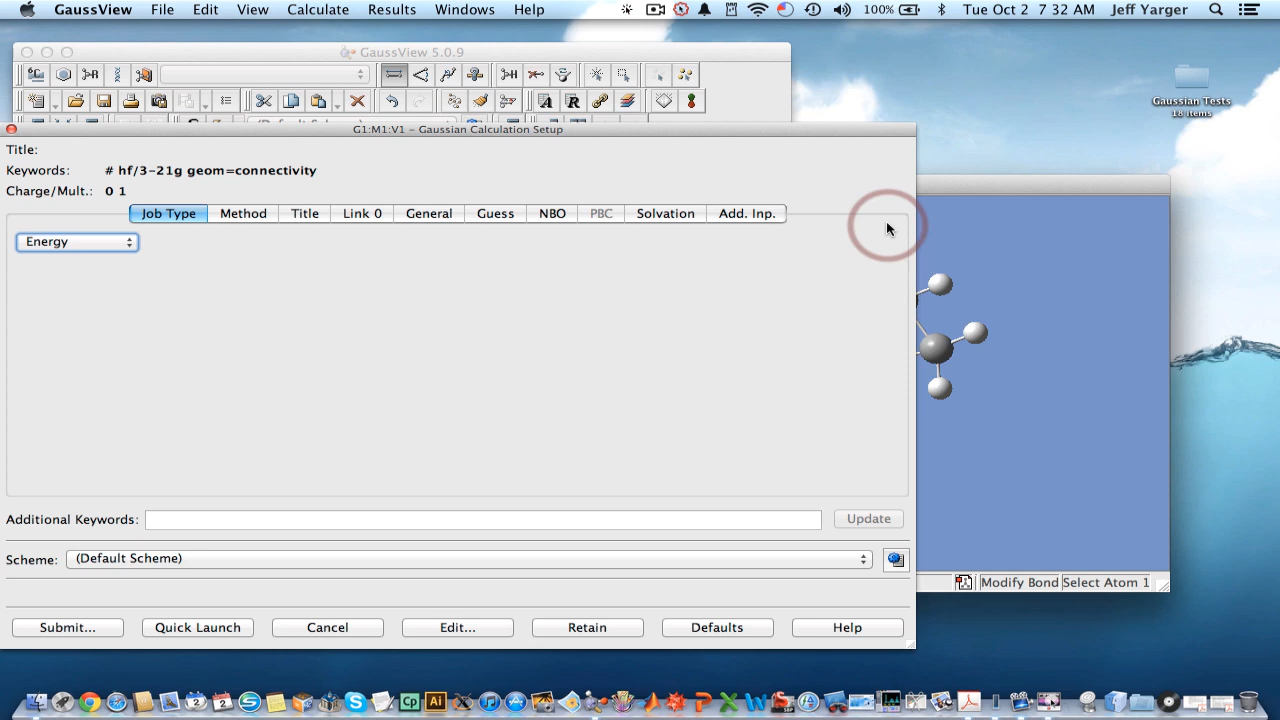 GaussView File Edit View Calculate Results Windows Help 100% Tue Oct 2 7 32 AM Jeff Yarger
GaussView 5.0.9
Gaussian Tests
18 items
G1:M1:V1 - Gaussian Calculation Setup
Title:
Keywords: # hf/3-21g geom=connectivity
Charge/Mult.: 0 1
Job Type Method Title Link 0 General Guess NBO PBC Solvation Add. Inp.
Energy
Additional Keywords: Update
Scheme: (Default Scheme)
Modify Bond Select Atom 1
Submit... Quick Launch Cancel Edit... Retain Defaults Help